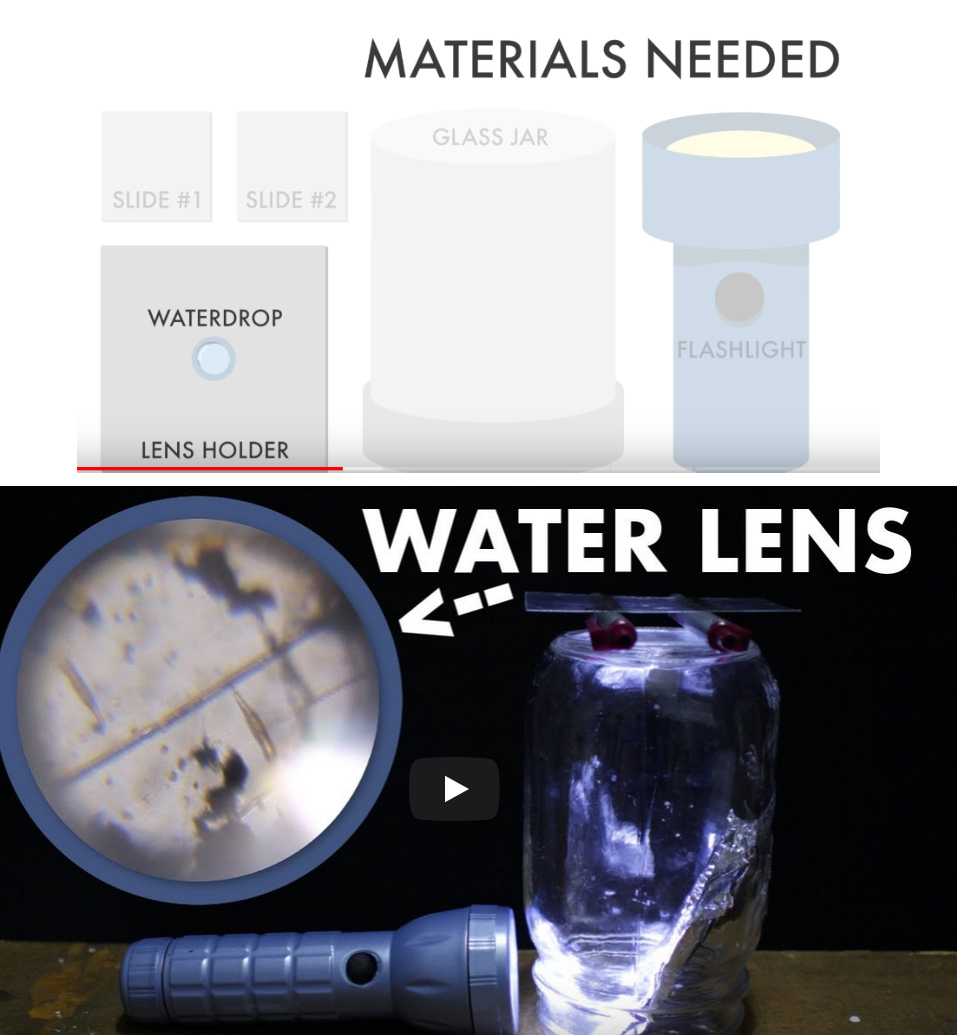 MATERIALS NEEDED
GLASS JAR
SLIDE #1
SLIDE #2
WATERDROP
FLASHLIGHT
LENS HOLDER
WATER LENS